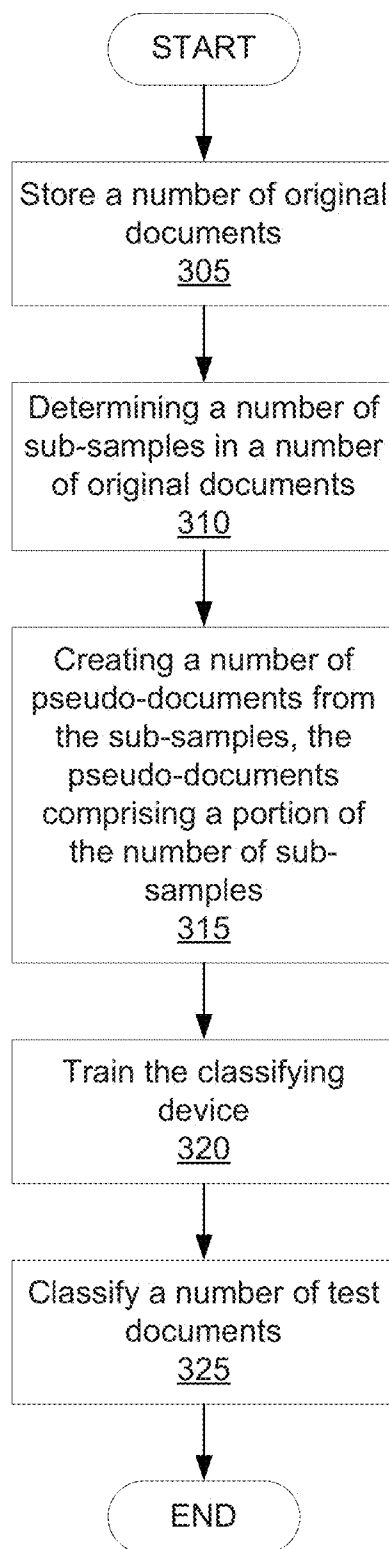 START
Store a number of original
documents
305
Determining a number of
sub-samples in a number
of original documents
310
Creating a number of
pseudo-documents from
the sub-samples, the
pseudo-documents
comprising a portion of
the number of sub-
samples
315
Train the classifying
device
320
Classify a number of test
documents
325
END